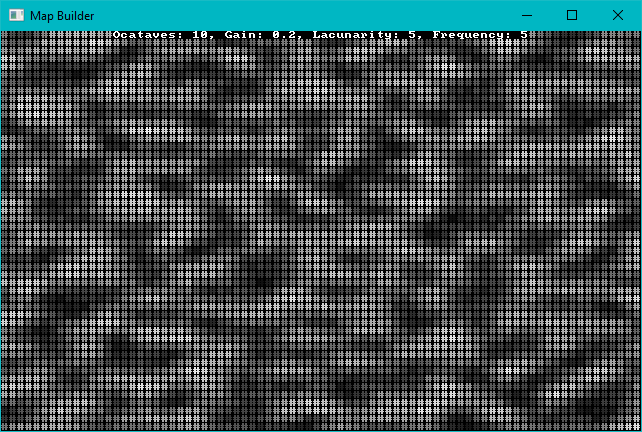 Map Builder
Ocataves: 10, Gain: 0.2, Lacunarity: 5, Frequency: 5